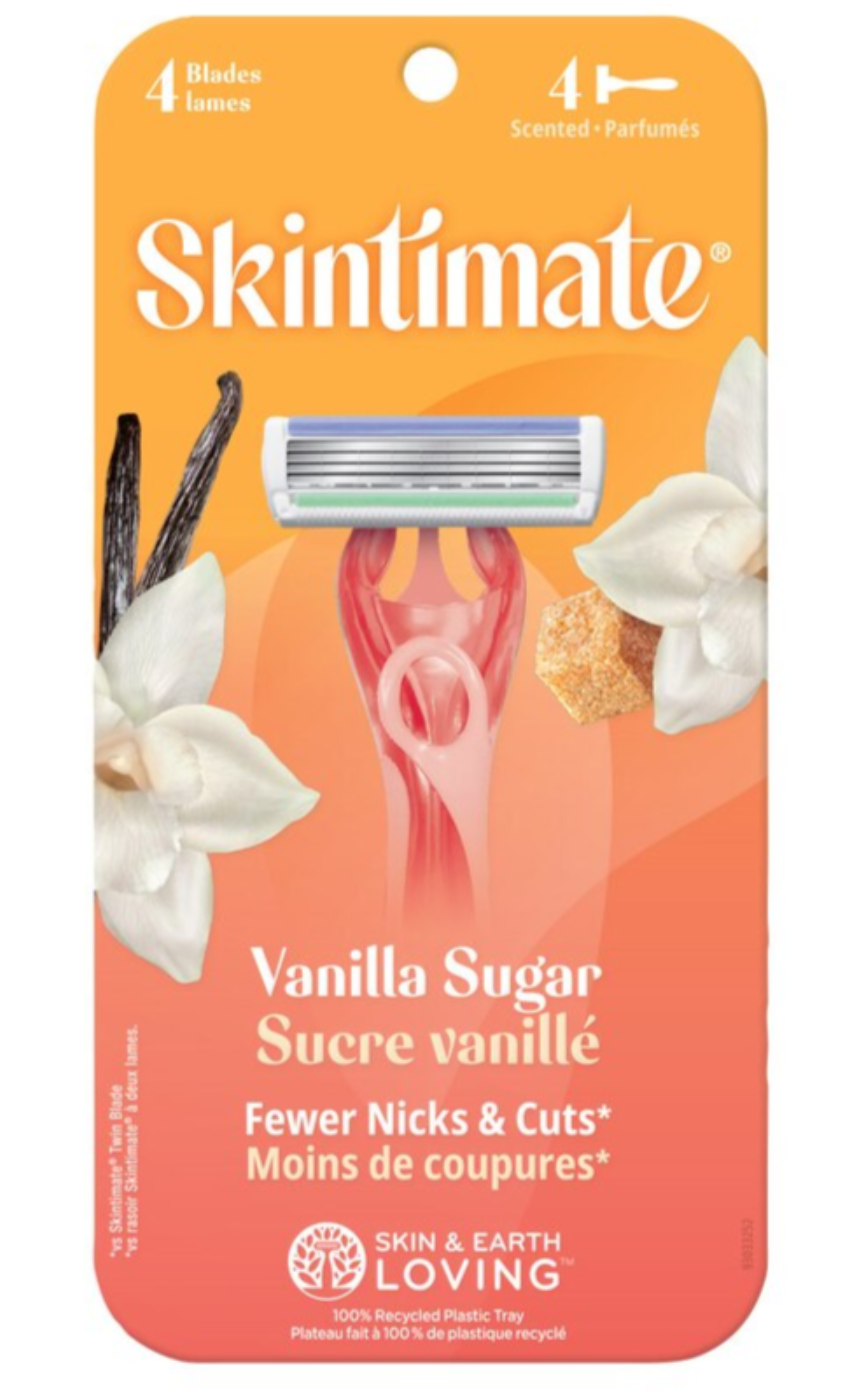 4 Blades
lames
4
Scented • Parfumés
Skintimate®
Vanilla Sugar
Sucre vanillé
Fewer Nicks & Cuts*
Moins de coupures*
*vs Skintimate® Twin Blade
*vs rasoir Skintimate® à deux lames.
SKIN & EARTH
LOVING™
100% Recycled Plastic Tray
Plateau fait à 100 % de plastique recyclé